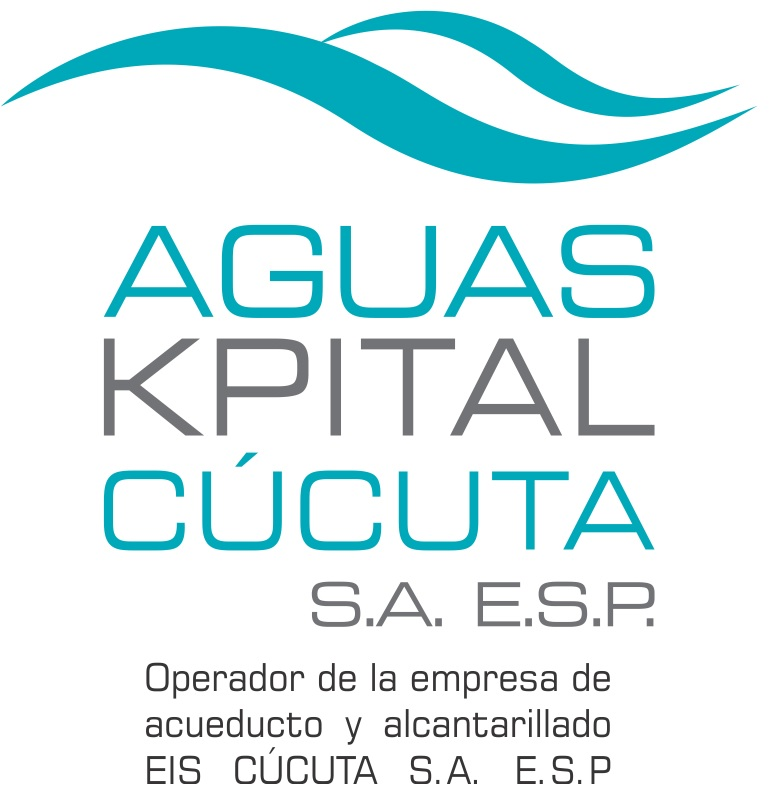 AGUAS
KPITAL
CÚCUTA
S.A. E.S.P.
Operador de la empresa de
acueducto y alcantarillado
EIS CÚCUTA S.A. E.S.P